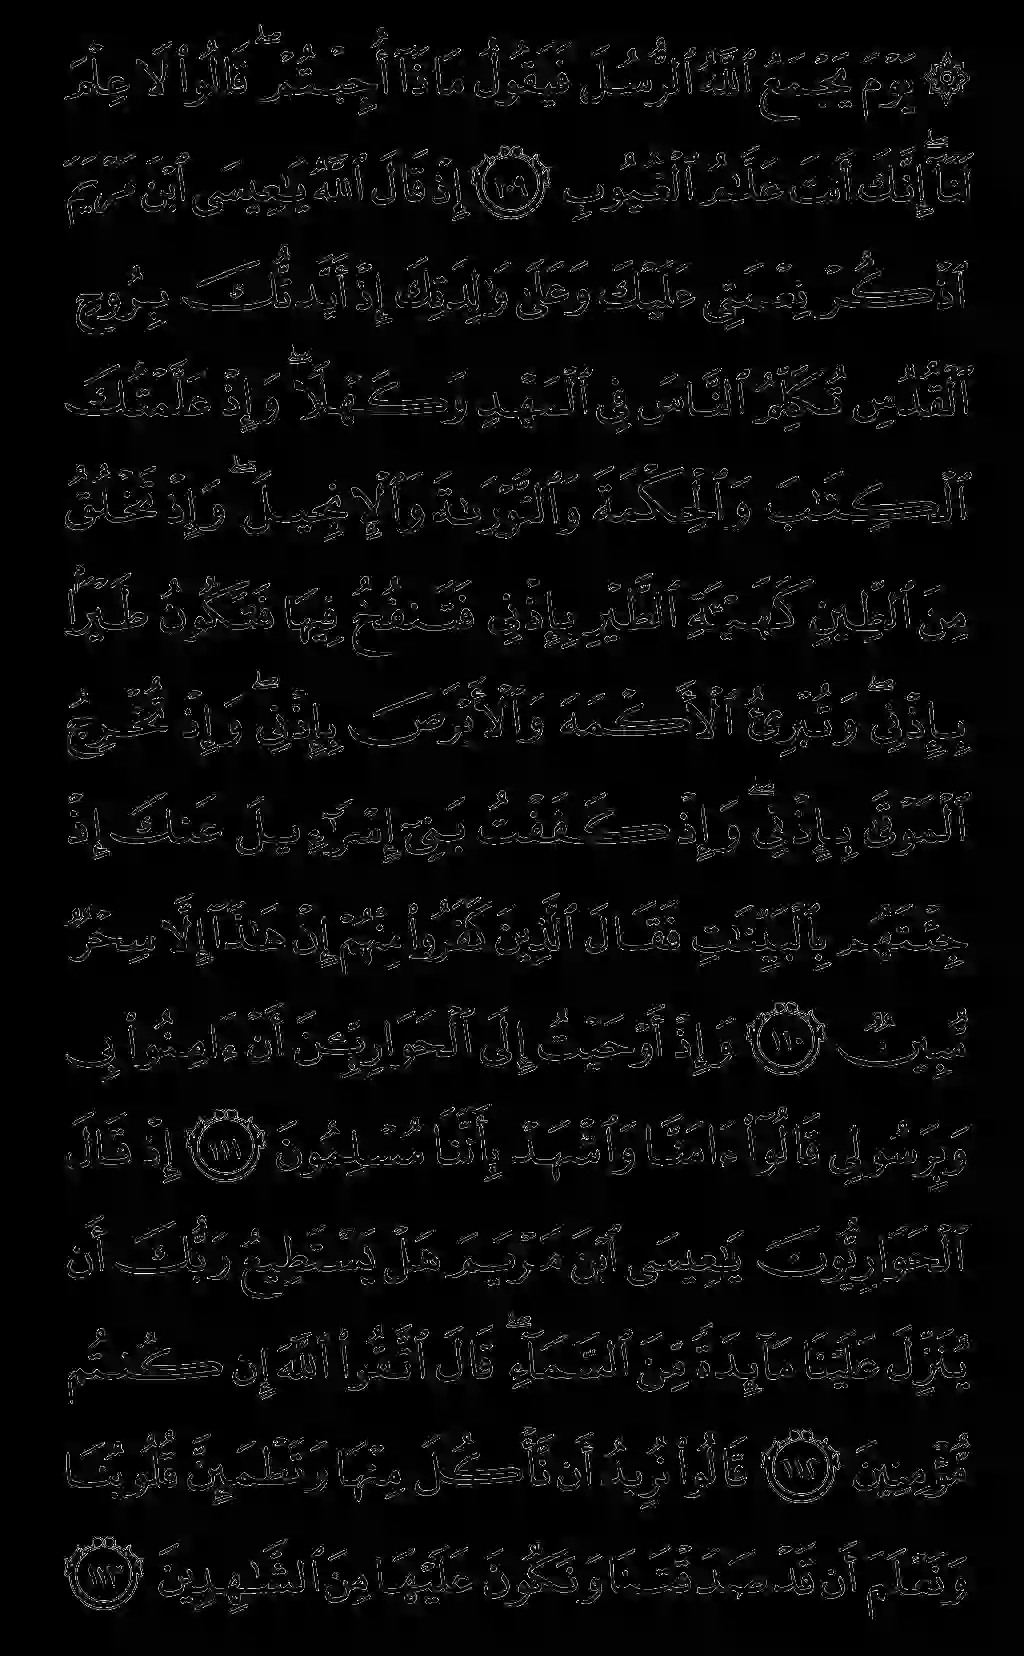 ۞ يَوْمَ يَجْمَعُ ٱللَّهُ ٱلرُّسُلَ فَيَقُولُ مَاذَآ أُجِبْتُمْ ۖ قَالُوا۟ لَا عِلْمَ
لَنَآ ۖ إِنَّكَ أَنتَ عَلَّٰمُ ٱلْغُيُوبِ ١٠٩ إِذْ قَالَ ٱللَّهُ يَٰعِيسَى ٱبْنَ مَرْيَمَ
ٱذْكُرْ نِعْمَتِى عَلَيْكَ وَعَلَىٰ وَٰلِدَتِكَ إِذْ أَيَّدتُّكَ بِرُوحِ
ٱلْقُدُسِ تُكَلِّمُ ٱلنَّاسَ فِى ٱلْمَهْدِ وَكَهْلًا ۖ وَإِذْ عَلَّمْتُكَ
ٱلْكِتَٰبَ وَٱلْحِكْمَةَ وَٱلتَّوْرَىٰةَ وَٱلْإِنجِيلَ ۖ وَإِذْ تَخْلُقُ
مِنَ ٱلطِّينِ كَهَيْـَٔةِ ٱلطَّيْرِ بِإِذْنِى فَتَنفُخُ فِيهَا فَتَكُونُ طَيْرًۢا
بِإِذْنِى ۖ وَتُبْرِئُ ٱلْأَكْمَهَ وَٱلْأَبْرَصَ بِإِذْنِى ۖ وَإِذْ تُخْرِجُ
ٱلْمَوْتَىٰ بِإِذْنِى ۖ وَإِذْ كَفَفْتُ بَنِىٓ إِسْرَٰٓءِيلَ عَنكَ إِذْ
جِئْتَهُم بِٱلْبَيِّنَٰتِ فَقَالَ ٱلَّذِينَ كَفَرُوا۟ مِنْهُمْ إِنْ هَٰذَآ إِلَّا سِحْرٌ
مُّبِينٌ ١١٠ وَإِذْ أَوْحَيْتُ إِلَى ٱلْحَوَارِيِّـۧنَ أَنْ ءَامِنُوا۟ بِى
وَبِرَسُولِى قَالُوٓا۟ ءَامَنَّا وَٱشْهَدْ بِأَنَّنَا مُسْلِمُونَ ١١١ إِذْ قَالَ
ٱلْحَوَارِيُّونَ يَٰعِيسَى ٱبْنَ مَرْيَمَ هَلْ يَسْتَطِيعُ رَبُّكَ أَن
يُنَزِّلَ عَلَيْنَا مَآئِدَةً مِّنَ ٱلسَّمَآءِ ۖ قَالَ ٱتَّقُوا۟ ٱللَّهَ إِن كُنتُم
مُّؤْمِنِينَ ١١٢ قَالُوا۟ نُرِيدُ أَن نَّأْكُلَ مِنْهَا وَتَطْمَئِنَّ قُلُوبُنَا
وَنَعْلَمَ أَن قَدْ صَدَقْتَنَا وَنَكُونَ عَلَيْهَا مِنَ ٱلشَّٰهِدِينَ ١١٣